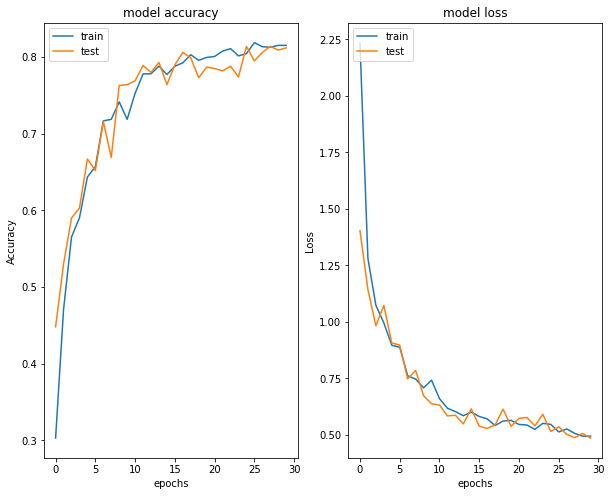 model accuracy
train
test
0.8
0.7
0.6
0.5
0.4
0.3
Accuracy
0 5 10 15 20 25 30
epochs
model loss
train
test
2.25
2.00
1.75
1.50
1.25
1.00
0.75
0.50
Loss
0 5 10 15 20 25 30
epochs